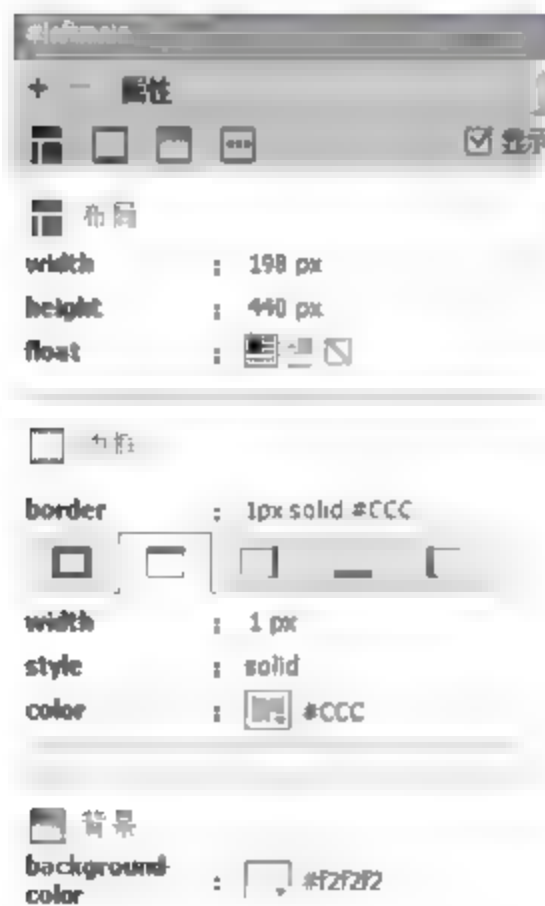 属性
显示
布局
width : 198 px
height : 440 px
float :
边框
border : 1px solid #CCC
width : 1 px
style : solid
color : #CCC
背景
background-
color : #f2f2f2